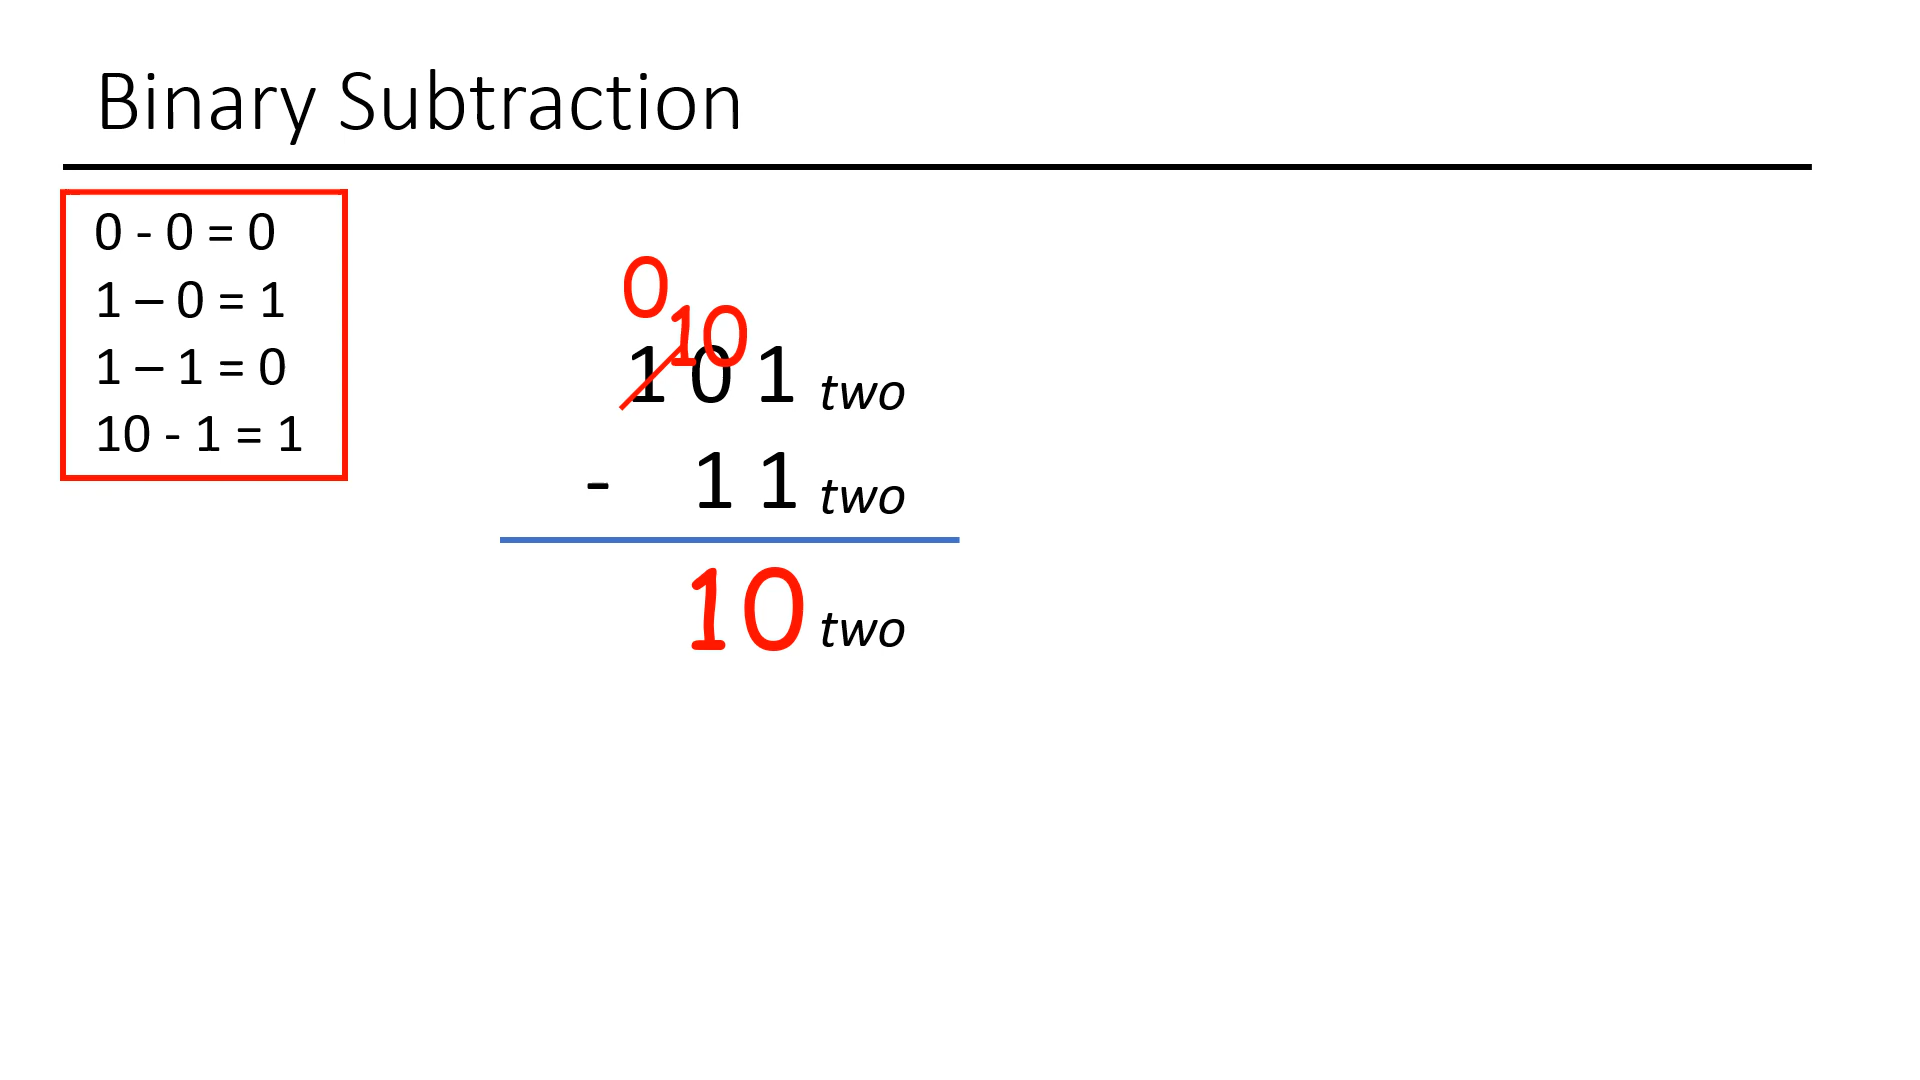 Binary Subtraction
0 - 0 = 0
1 – 0 = 1
1 – 1 = 0
10 - 1 = 1
0
10
1 0 1 two
- 1 1 two
10 two